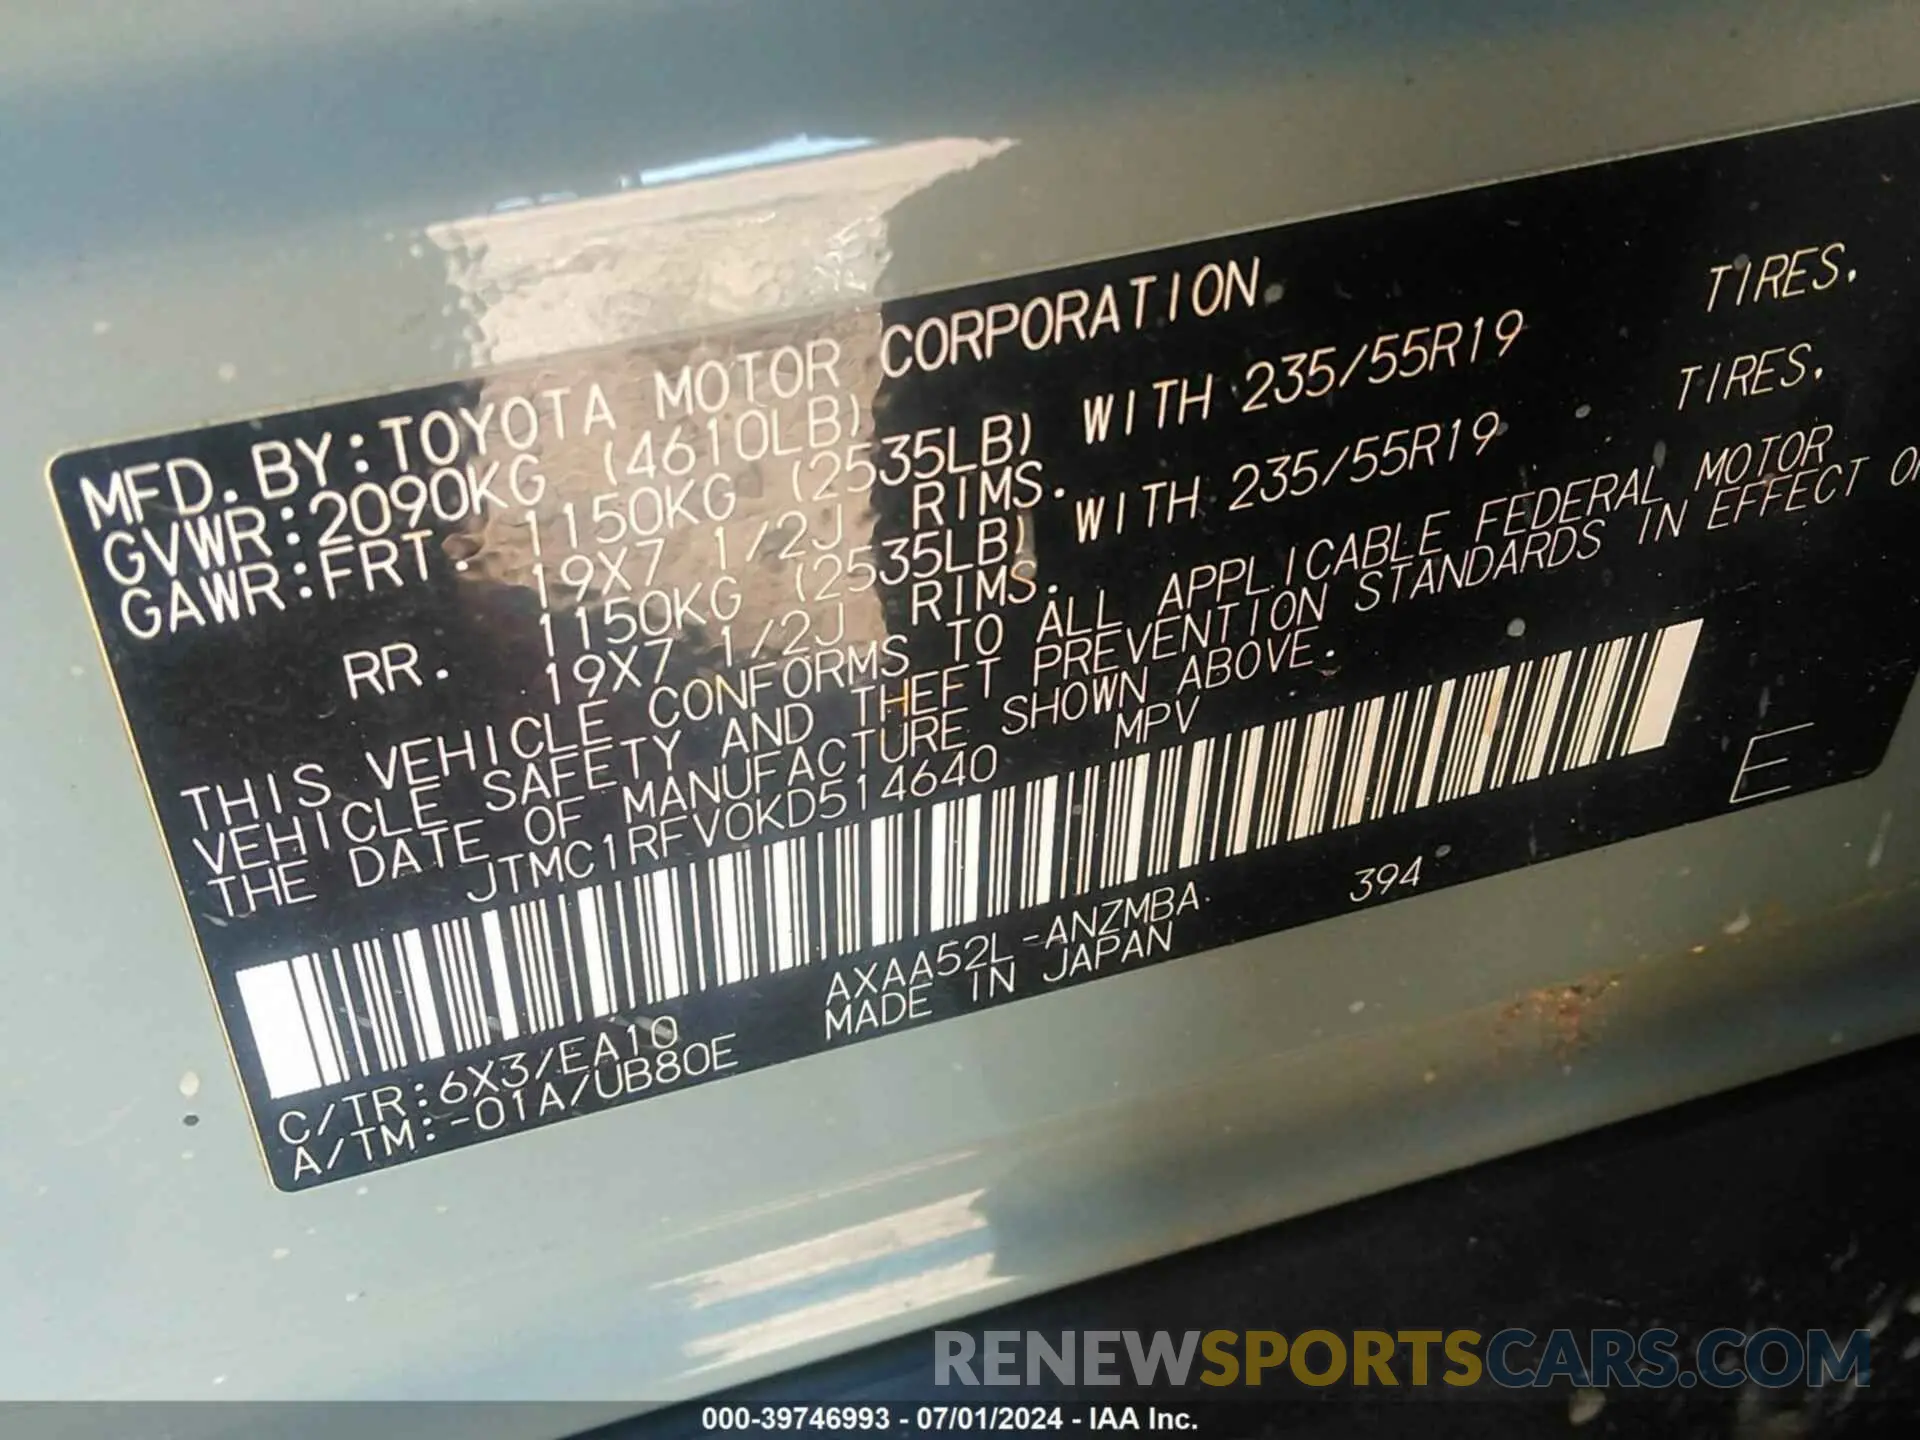 MFD. BY: TOYOTA MOTOR CORPORATION
GVWR: 2090KG (4610LB)
GAWR: FRT. 1150KG (2535LB) WITH 235/55R19 TIRES,
19X7 1/2J RIMS.
RR. 1150KG (2535LB) WITH 235/55R19 TIRES,
19X7 1/2J RIMS.
THIS VEHICLE CONFORMS TO ALL APPLICABLE FEDERAL MOTOR
VEHICLE SAFETY AND THEFT PREVENTION STANDARDS IN EFFECT
THE DATE OF MANUFACTURE SHOWN ABOVE.
JTMC1RFV0KD514640 MPV
E
C/TR: 6X3/EA10 AXAA52L-ANZMBA 394
A/TM: -01A/UB80E MADE IN JAPAN
RENEWSPORTSCARS.COM
000-39746993 - 07/01/2024 - IAA Inc.